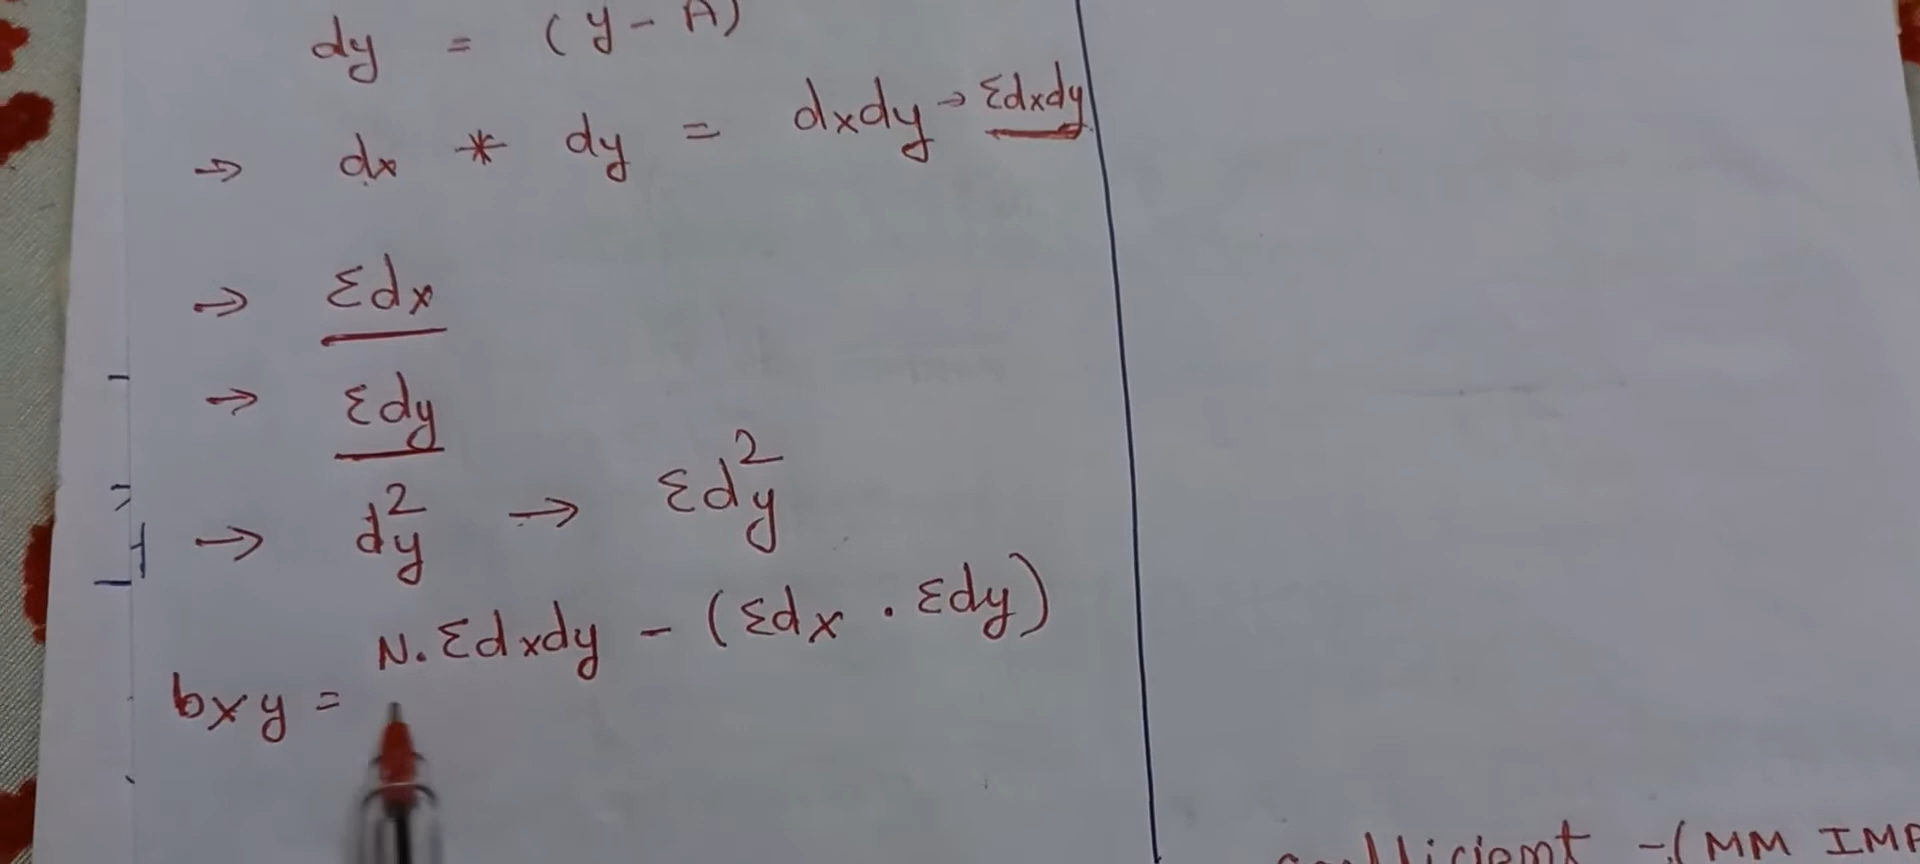 dy = (y - A)
→ dx * dy = dxdy → Σdxdy
→ Σdx
→ Σdy
→ dy² → Σdy²
bxy = N.Σdxdy - (Σdx . Σdy)
(MM IMP